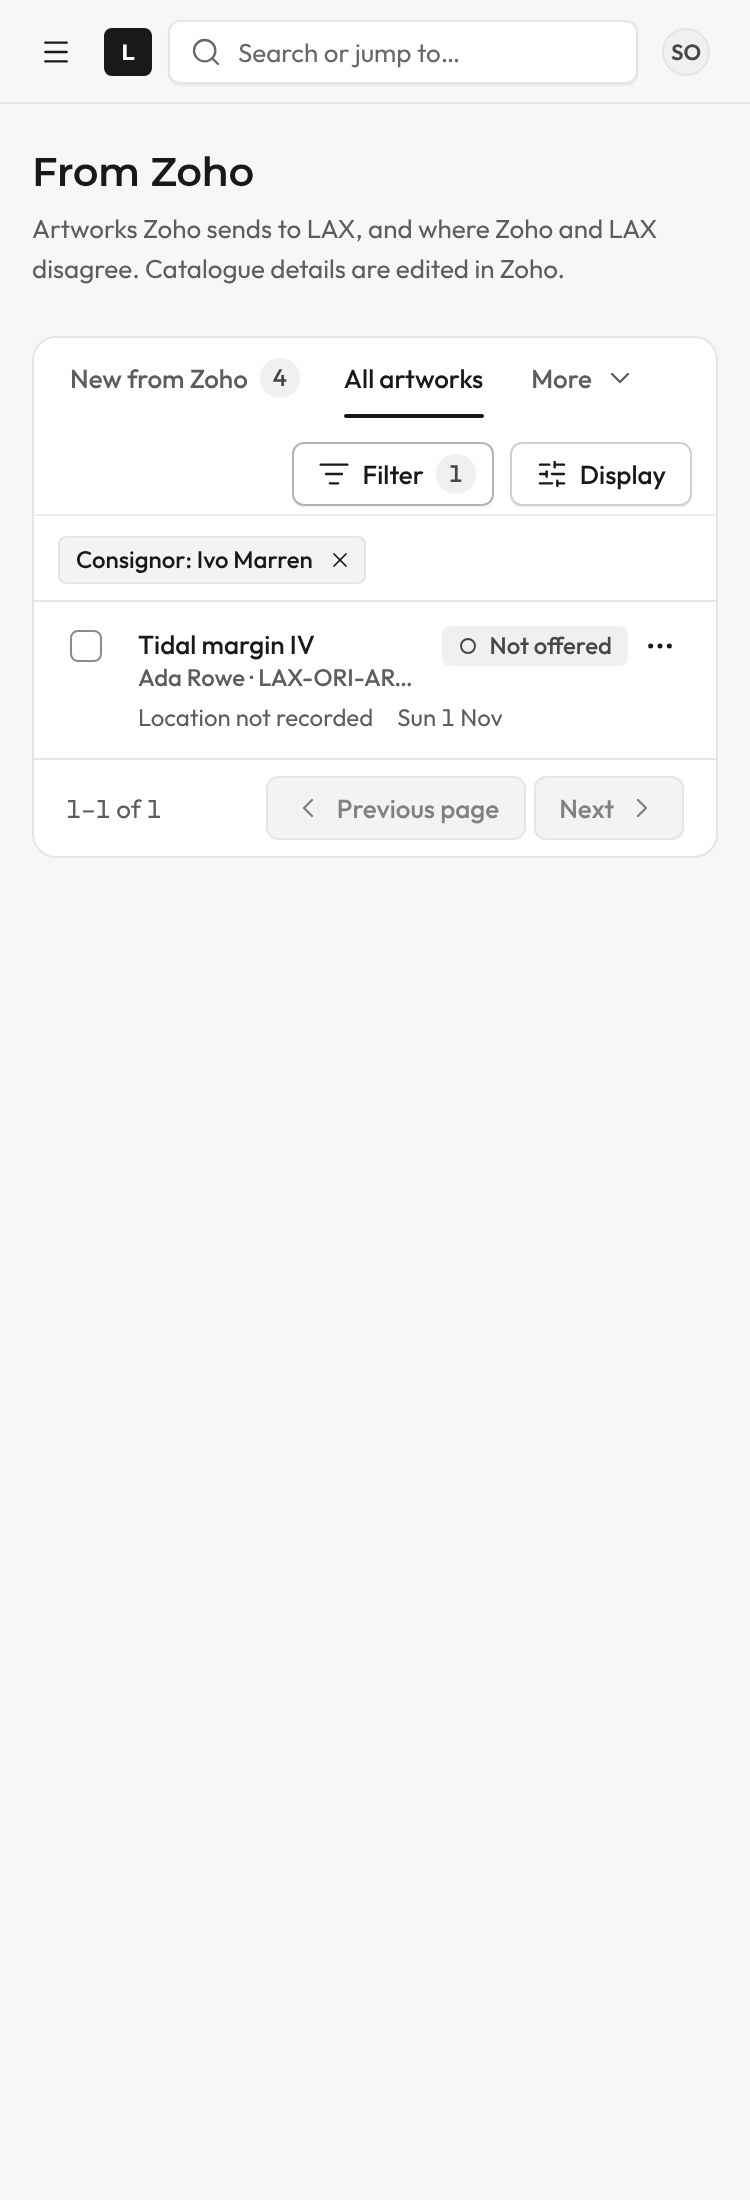 L
Search or jump to...
SO
From Zoho
Artworks Zoho sends to LAX, and where Zoho and LAX
disagree. Catalogue details are edited in Zoho.
New from Zoho 4 All artworks More
Filter 1 Display
Consignor: Ivo Marren
Tidal margin IV Not offered
Ada Rowe · LAX-ORI-AR...
Location not recorded Sun 1 Nov
1–1 of 1 Previous page Next